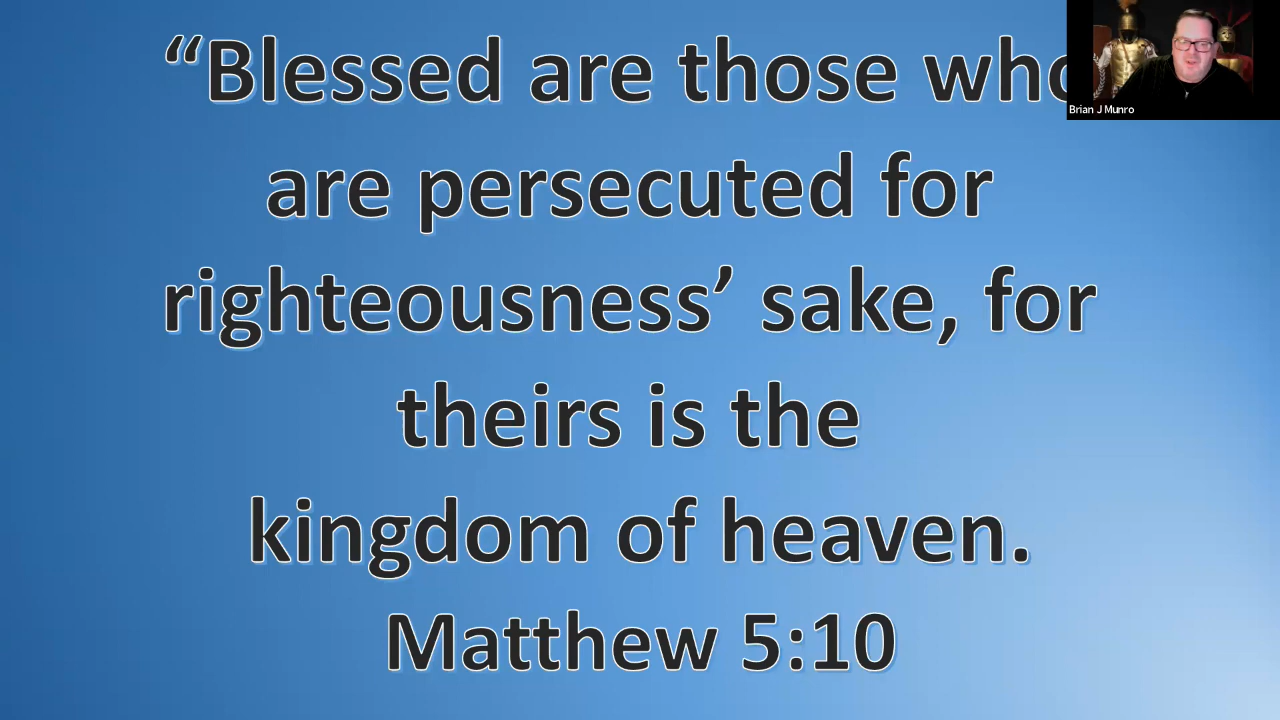 “Blessed are those who
are persecuted for
righteousness’ sake, for
theirs is the
kingdom of heaven.
Matthew 5:10
Brian J Munro